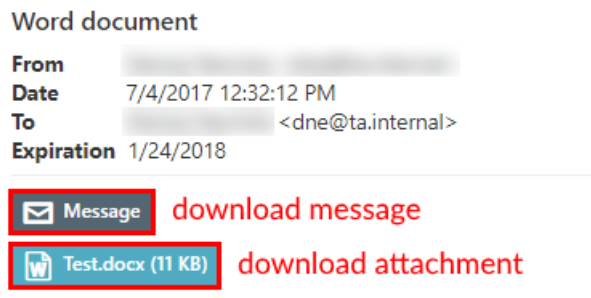 Word document
From
Date 7/4/2017 12:32:12 PM
To <dne@ta.internal>
Expiration 1/24/2018
Message download message
Test.docx (11 KB) download attachment